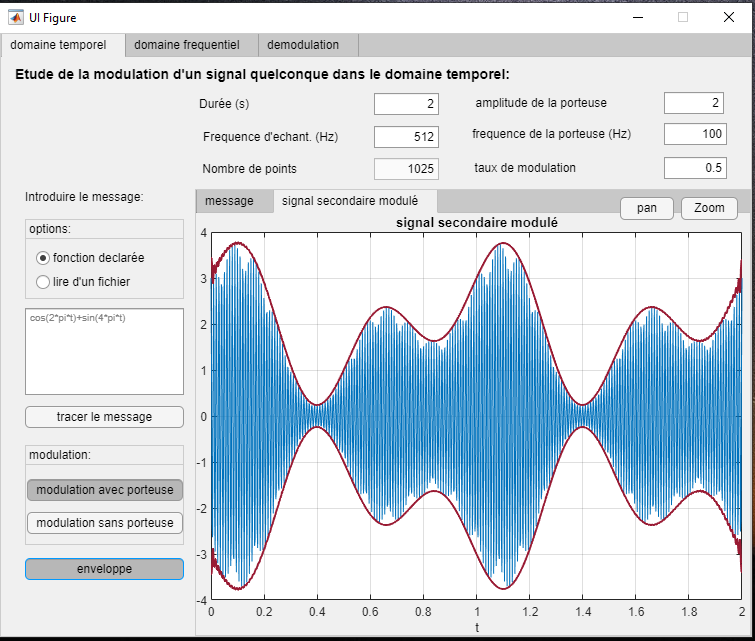 UI Figure
domaine temporel domaine frequentiel demodulation
Etude de la modulation d'un signal quelconque dans le domaine temporel:
Durée (s) 2 amplitude de la porteuse 2
Frequence d'echant. (Hz) 512 frequence de la porteuse (Hz) 100
Nombre de points 1025 taux de modulation 0.5
Introduire le message:
options:
fonction declarée
lire d'un fichier
cos(2*pi*t)+sin(4*pi*t)
tracer le message
modulation:
modulation avec porteuse
modulation sans porteuse
enveloppe
message signal secondaire modulé
pan Zoom
signal secondaire modulé
4
3
2
1
0
-1
-2
-3
-4
0 0.2 0.4 0.6 0.8 1 1.2 1.4 1.6 1.8 2
t